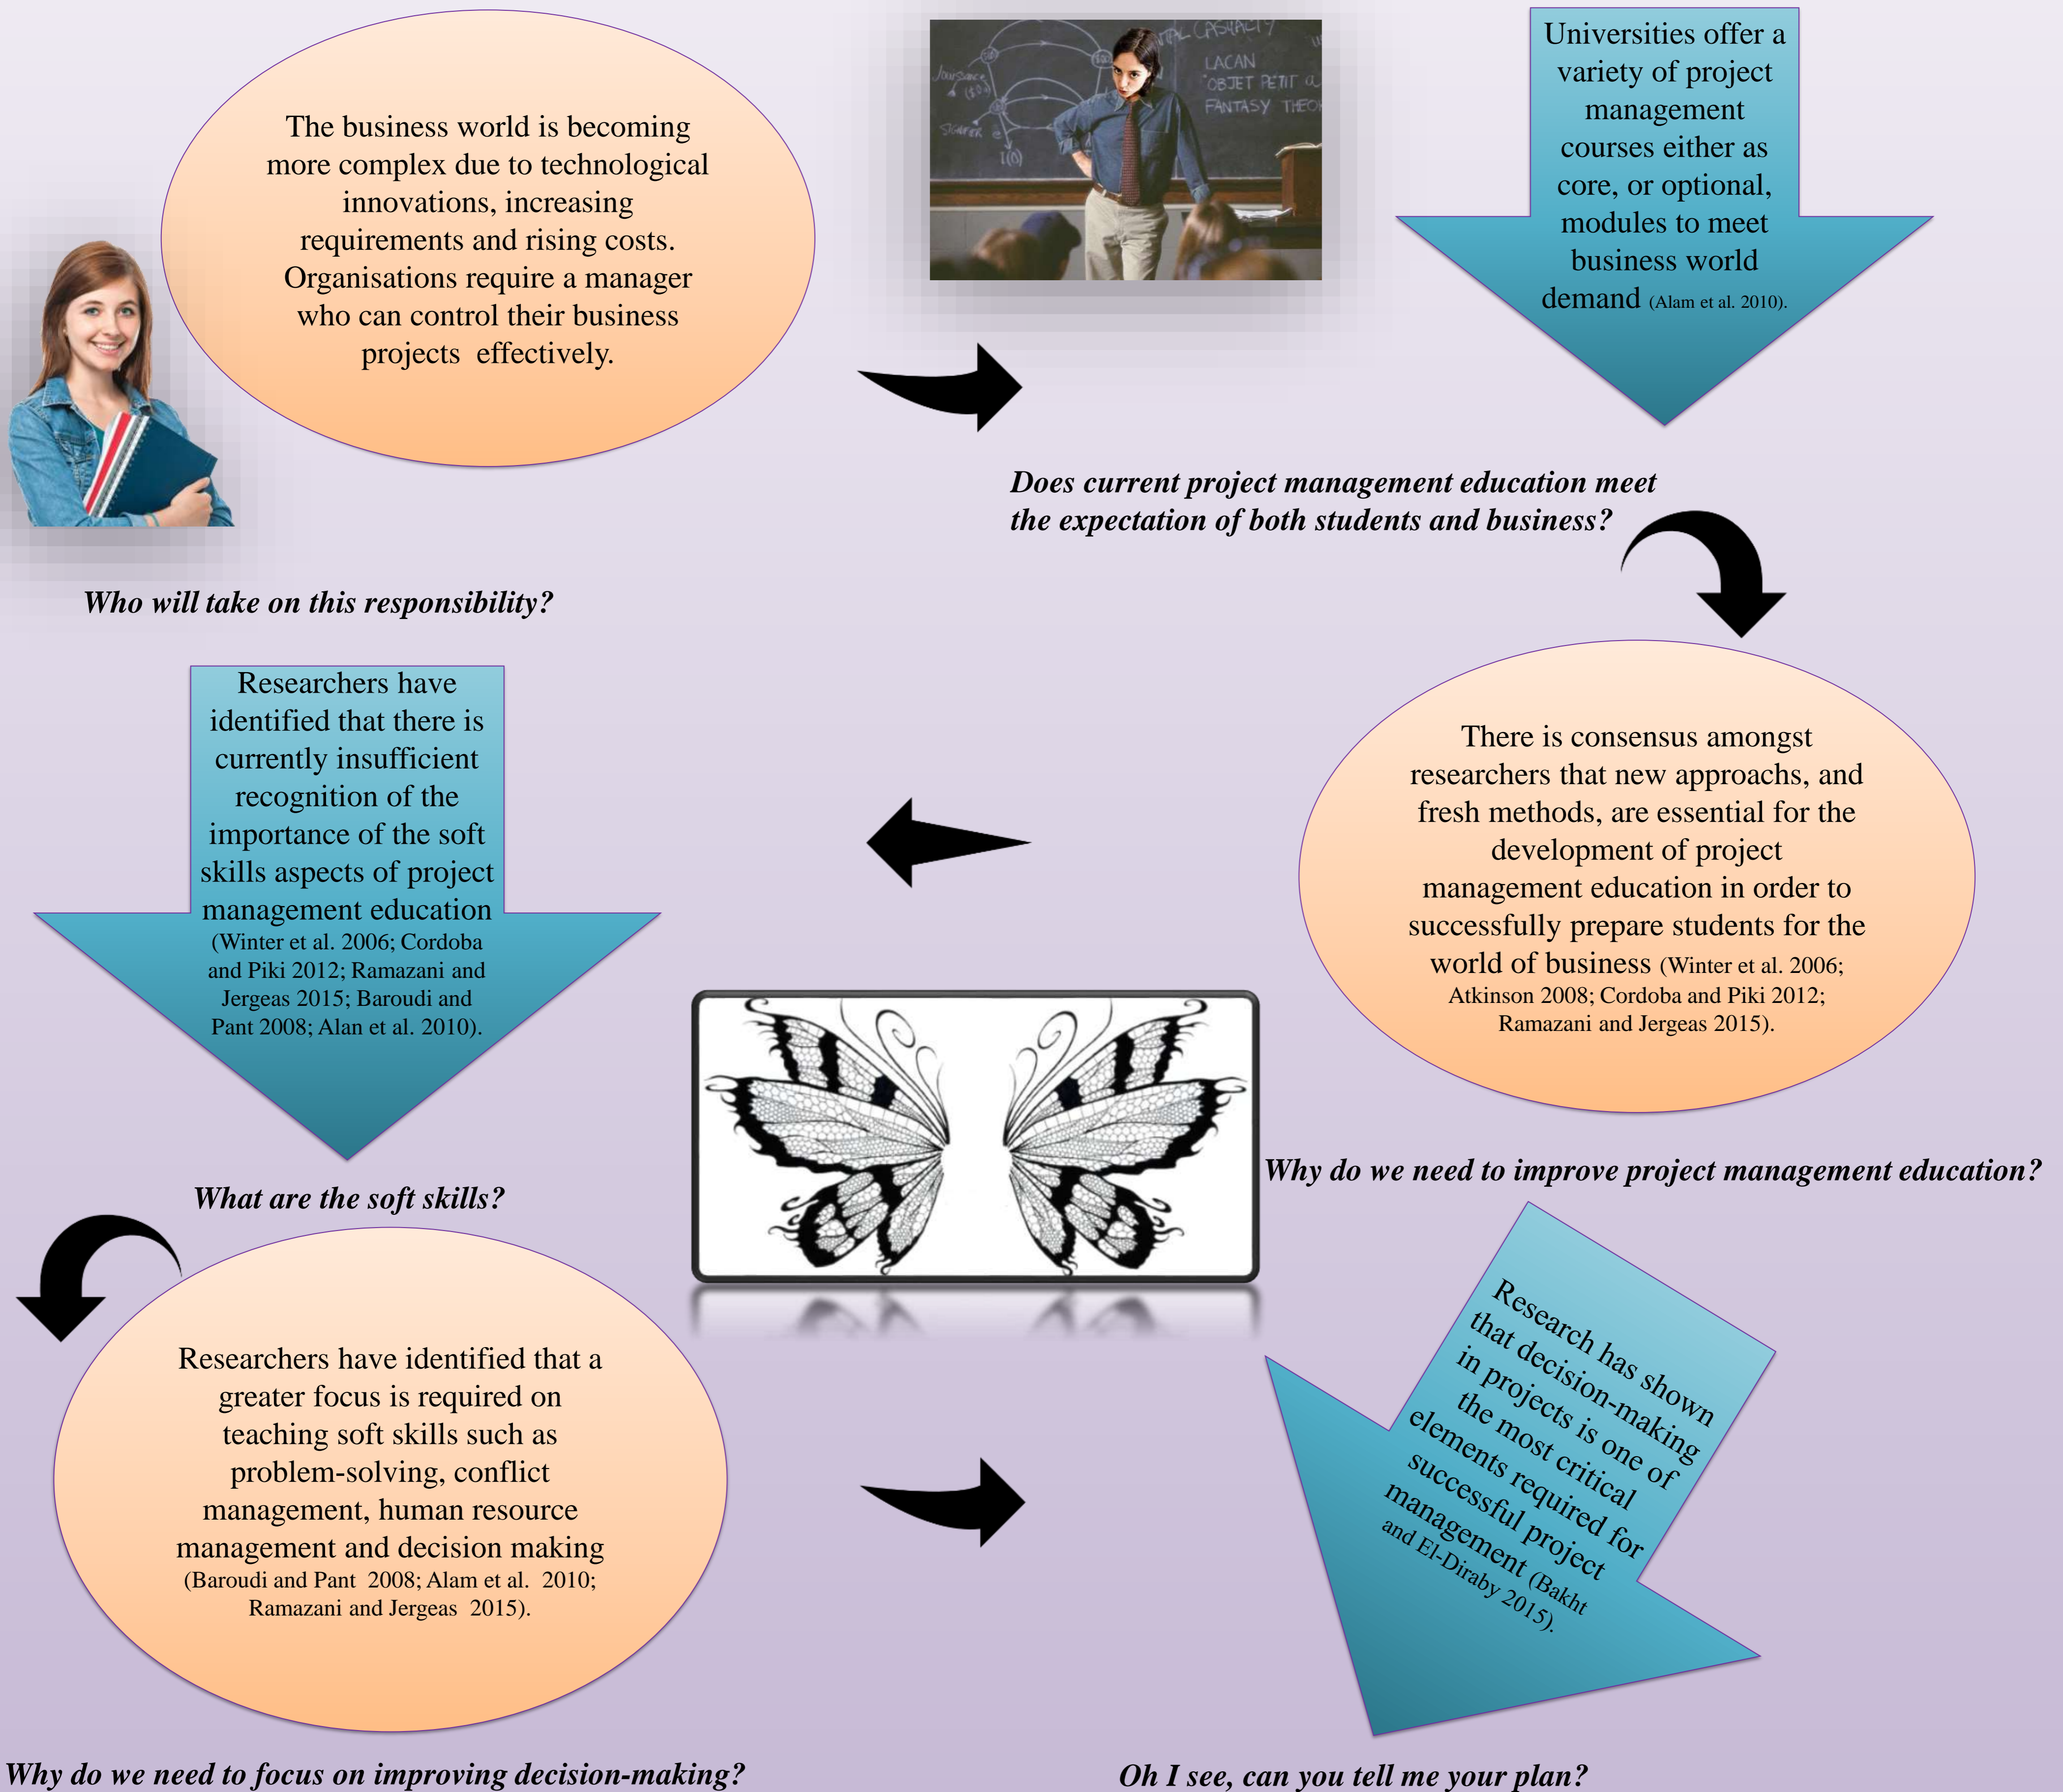 The business world is becoming
more complex due to technological
innovations, increasing
requirements and rising costs.
Organisations require a manager
who can control their business
projects effectively.
Who will take on this responsibility?
CASUALTY
LACAN
"OBJET PETIT a
FANTASY THEO
Jouissance
I(0)
Universities offer a
variety of project
management
courses either as
core, or optional,
modules to meet
business world
demand (Alam et al. 2010).
Does current project management education meet
the expectation of both students and business?
There is consensus amongst
researchers that new approachs, and
fresh methods, are essential for the
development of project
management education in order to
successfully prepare students for the
world of business (Winter et al. 2006;
Atkinson 2008; Cordoba and Piki 2012;
Ramazani and Jergeas 2015).
Why do we need to improve project management education?
Researchers have
identified that there is
currently insufficient
recognition of the
importance of the soft
skills aspects of project
management education
(Winter et al. 2006; Cordoba
and Piki 2012; Ramazani and
Jergeas 2015; Baroudi and
Pant 2008; Alan et al. 2010).
What are the soft skills?
Researchers have identified that a
greater focus is required on
teaching soft skills such as
problem-solving, conflict
management, human resource
management and decision making
(Baroudi and Pant 2008; Alam et al. 2010;
Ramazani and Jergeas 2015).
Why do we need to focus on improving decision-making?
Research has shown
that decision-making
in projects is one of
the most critical
elements required for
successful project
management (Bakht
and El-Diraby 2015).
Oh I see, can you tell me your plan?